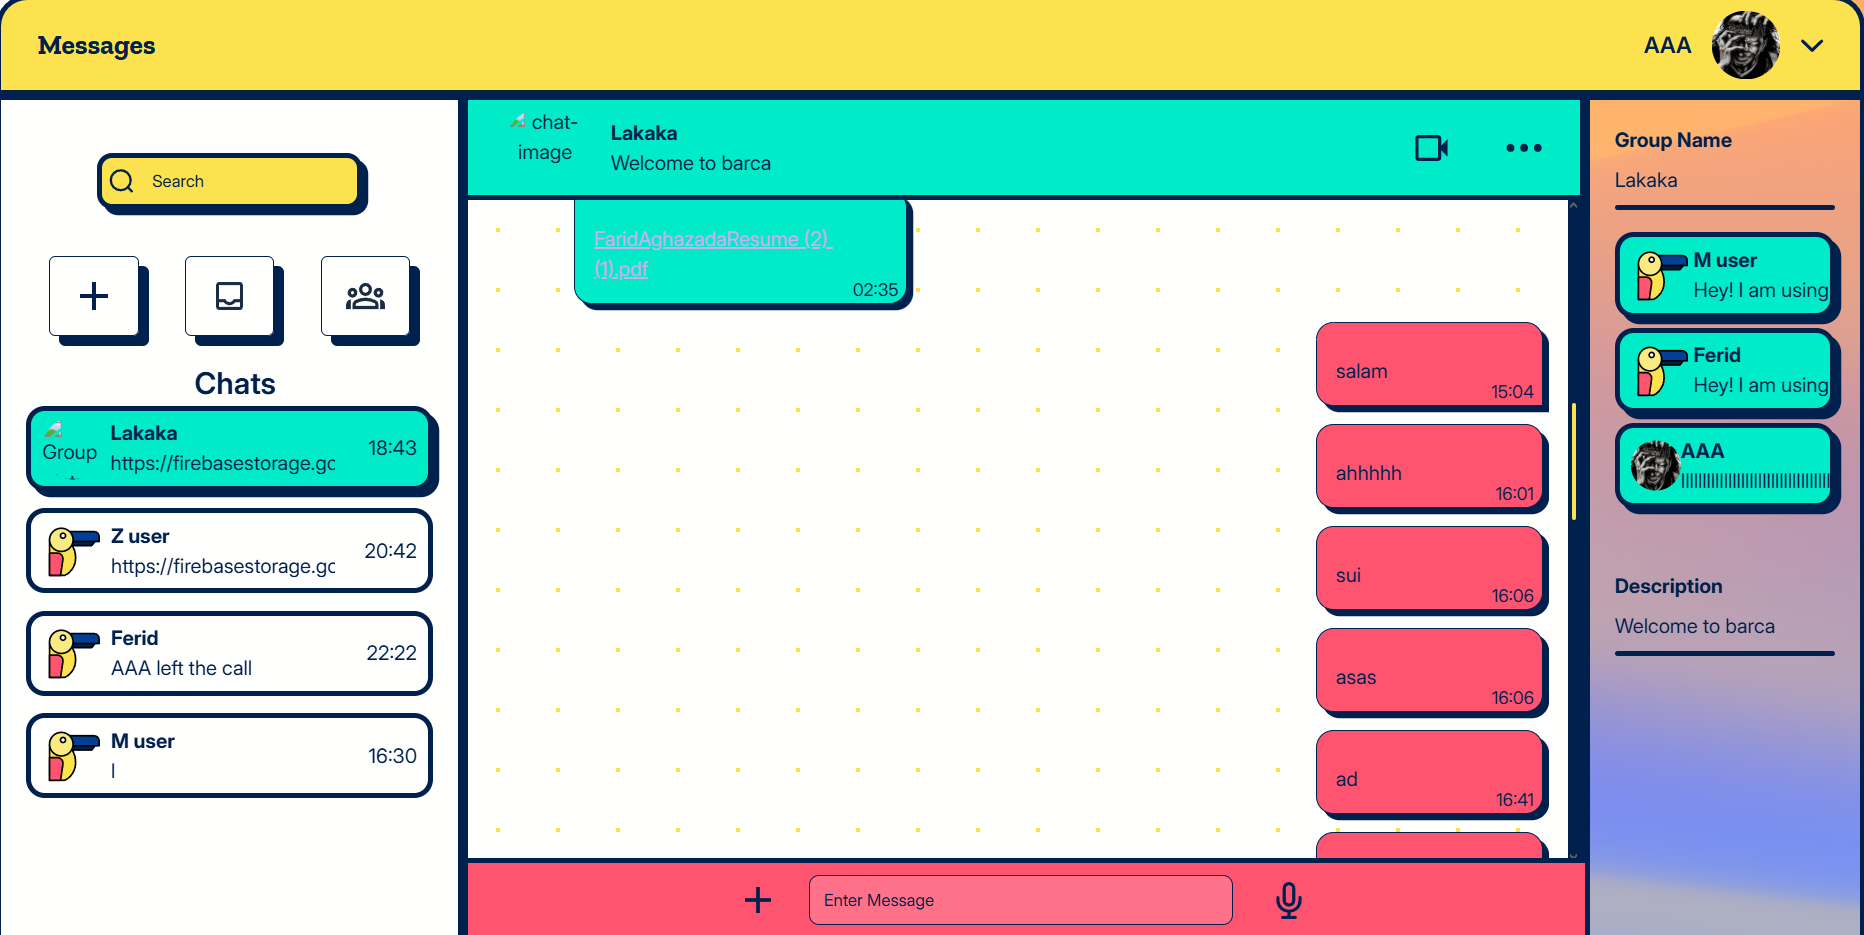 Messages
AAA
Search
Chats
Group
Lakaka
https://firebasestorage.gc
18:43
Z user
https://firebasestorage.gc
20:42
Ferid
AAA left the call
22:22
M user
l
16:30
chat-
image
Lakaka
Welcome to barca
FaridAghazadaResume (2)
(1).pdf
02:35
salam
15:04
ahhhhh
16:01
sui
16:06
asas
16:06
ad
16:41
Enter Message
Group Name
Lakaka
M user
Hey! I am using
Ferid
Hey! I am using
AAA
Description
Welcome to barca